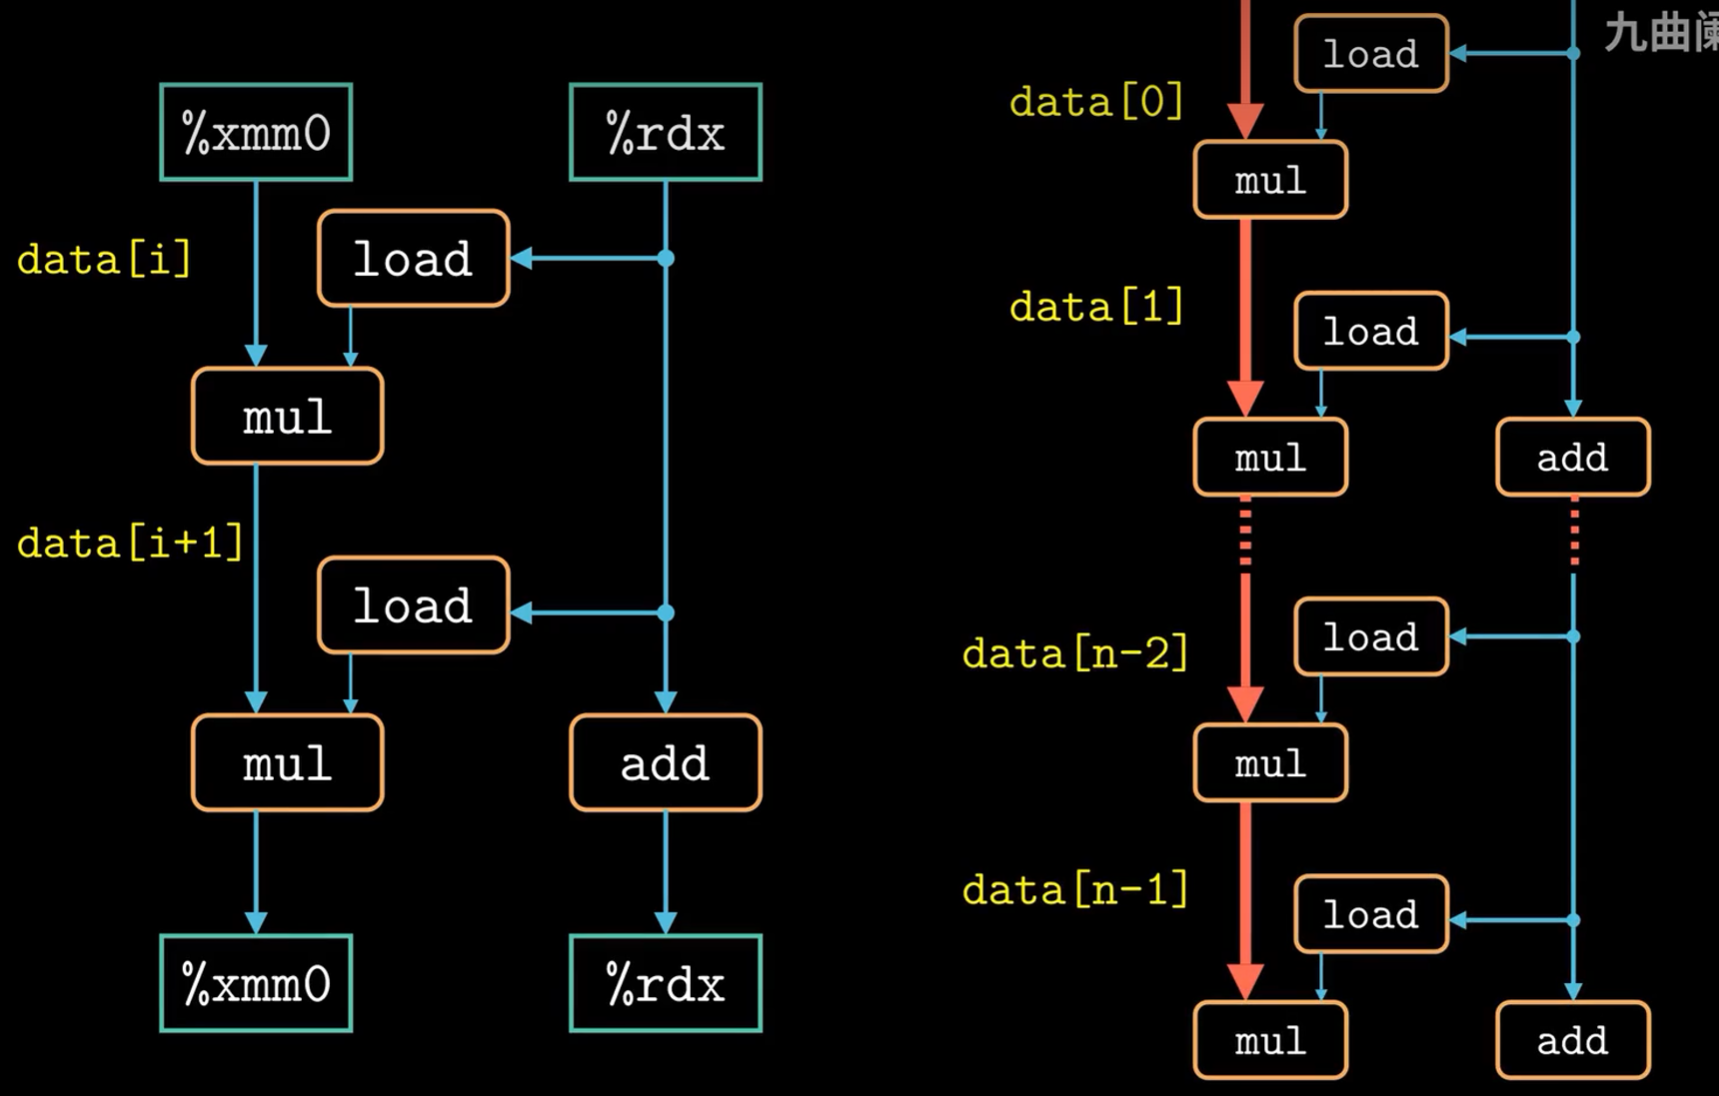 %xmm0
%rdx
data[i]
load
mul
data[i+1]
load
mul
add
%xmm0
%rdx
九曲阑
load
data[0]
mul
data[1]
load
mul
add
data[n-2]
load
mul
data[n-1]
load
mul
add